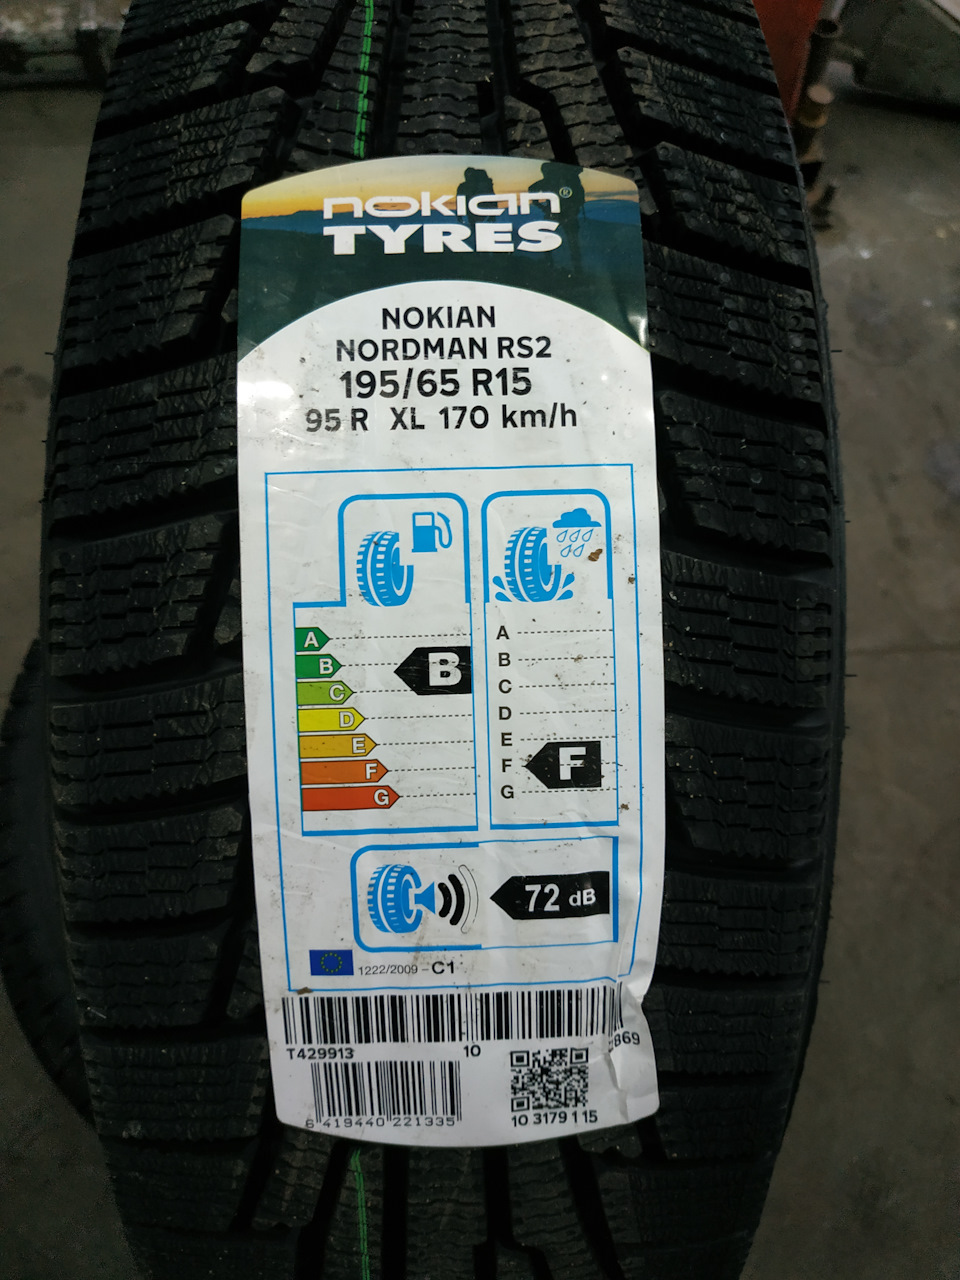 nokian®
TYRES
NOKIAN
NORDMAN RS2
195/65 R15
95 R XL 170 km/h
A
B
C
D
E
F
G
B
A
B
C
D
E
F
G
F
72 dB
1222/2009 - C1
T429913 10 869
6 419440 221335
10 3179 1 15